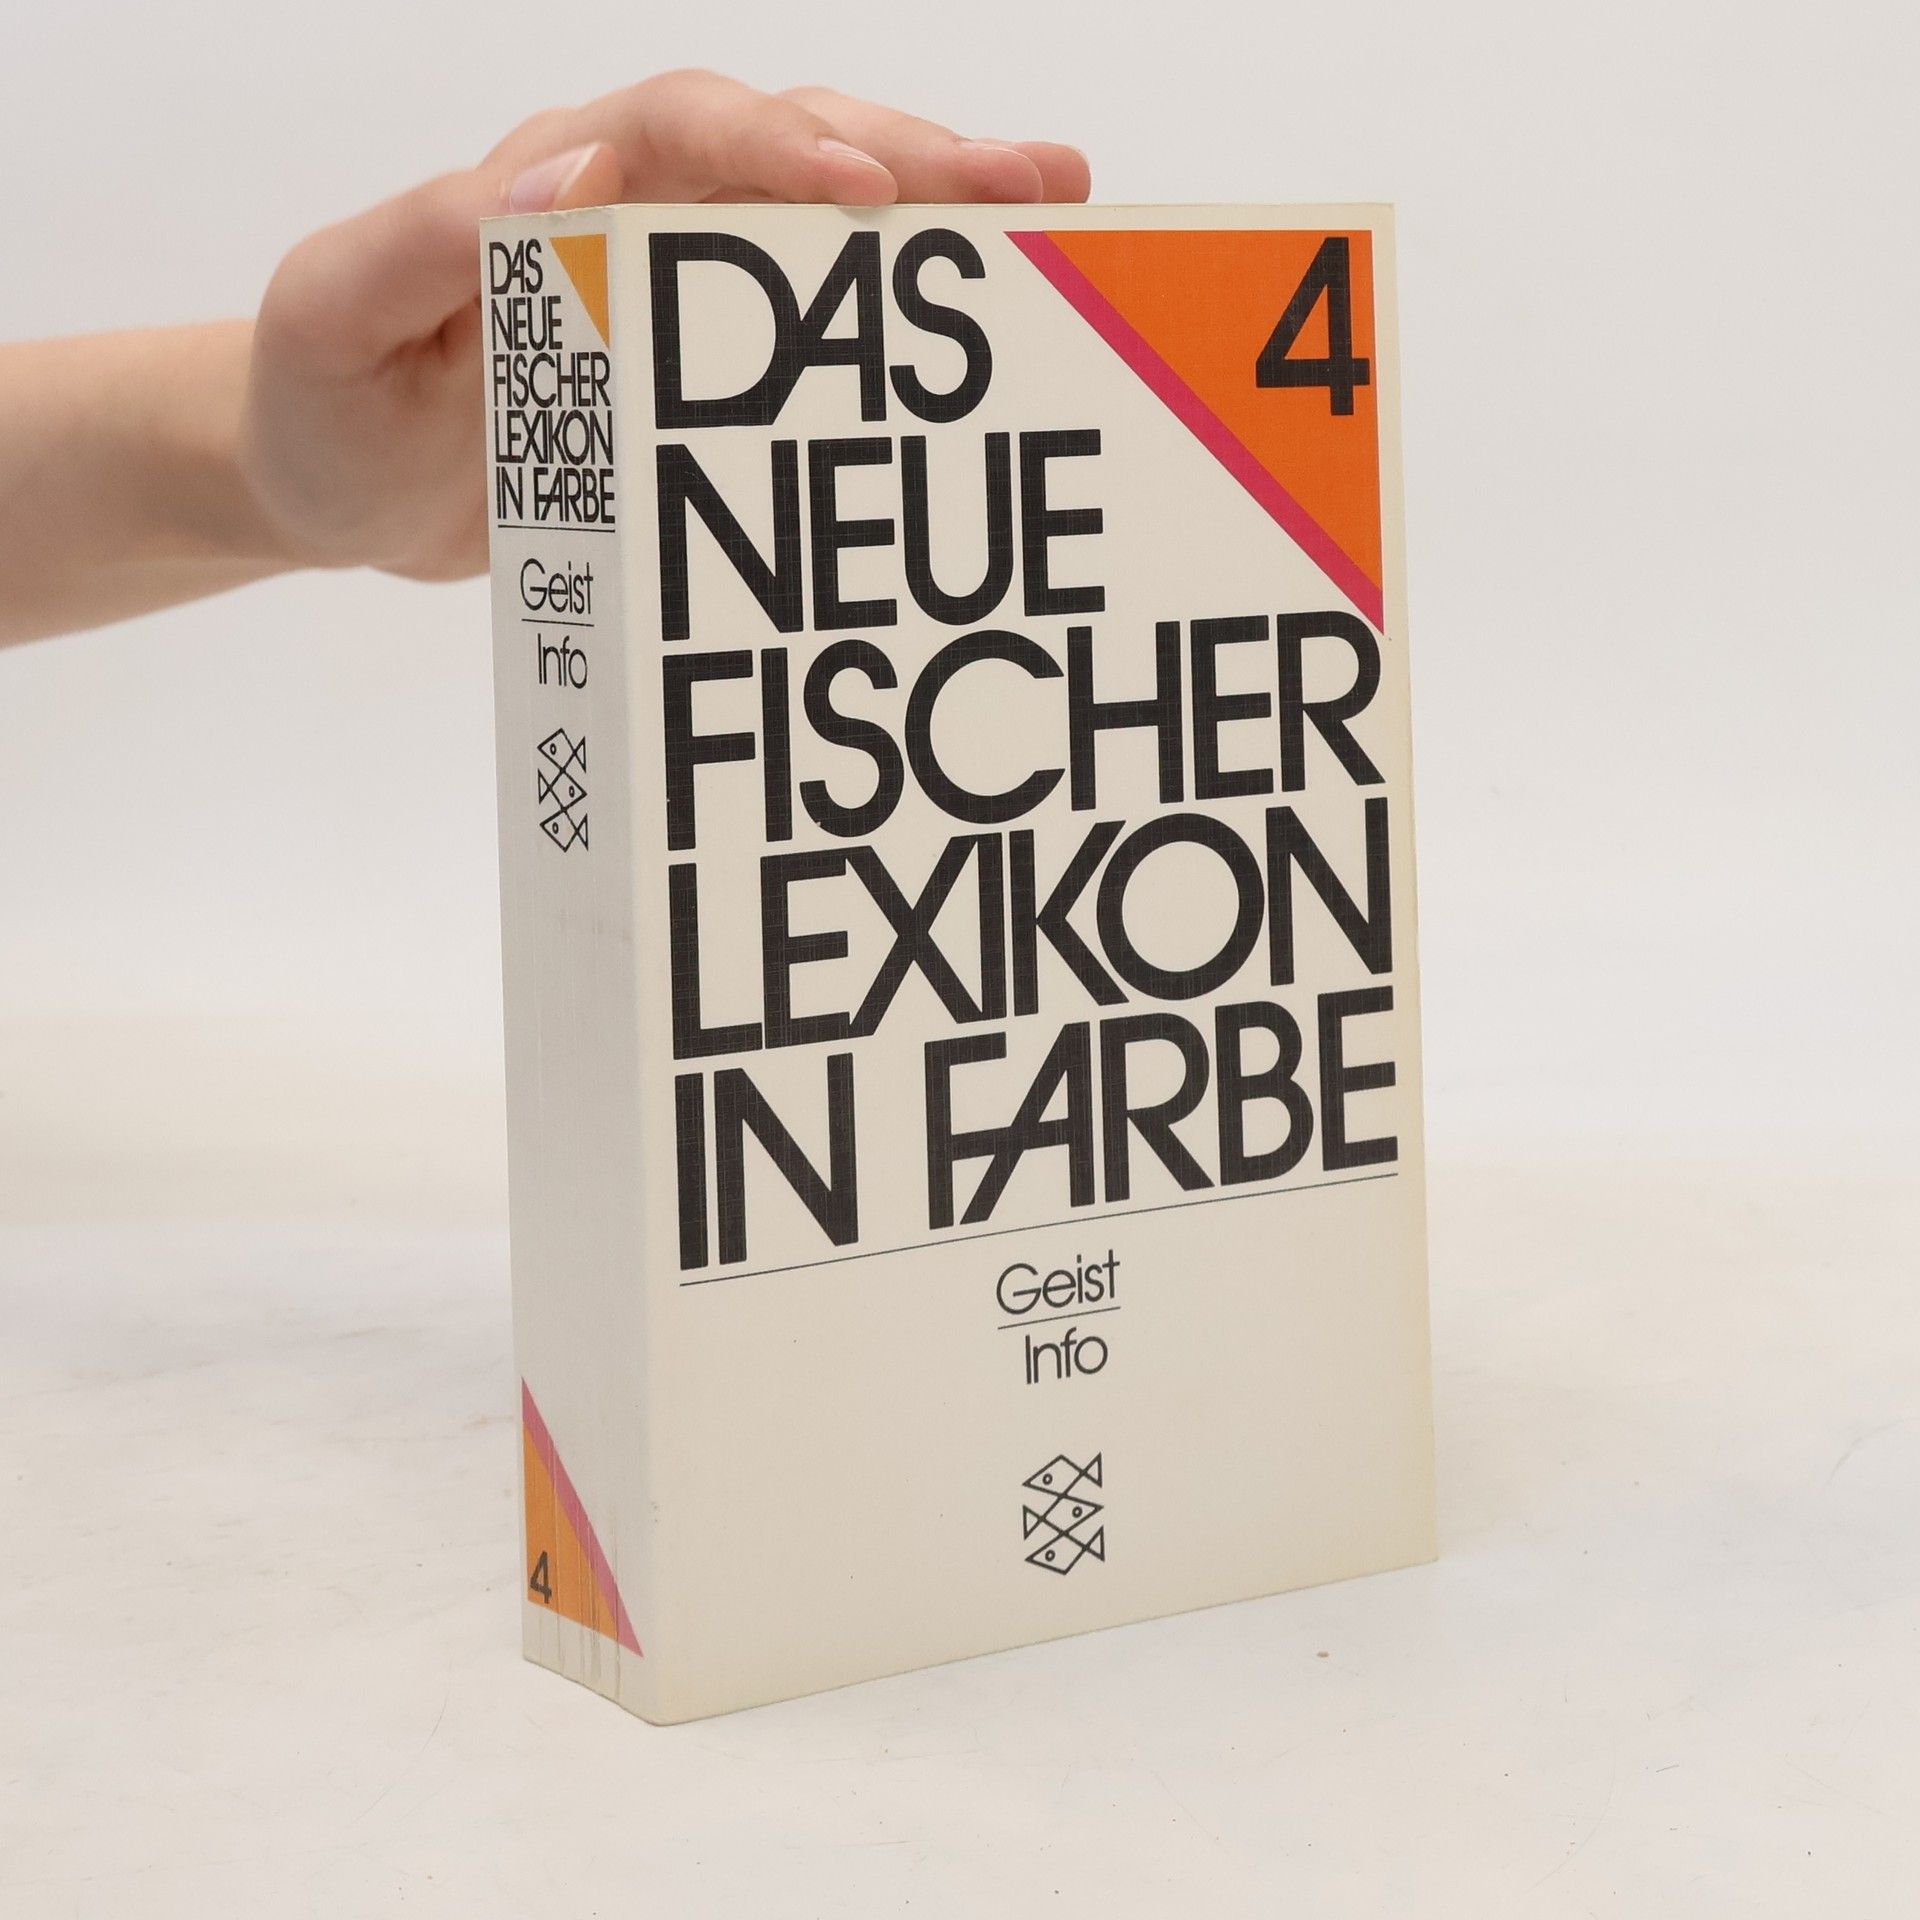 DAS
NEUE
FISCHER
LEXIKON
IN FARBE
Geist
Info
4
DAS
4
NEUE
FISCHER
LEXIKON
IN FARBE
Geist
Info